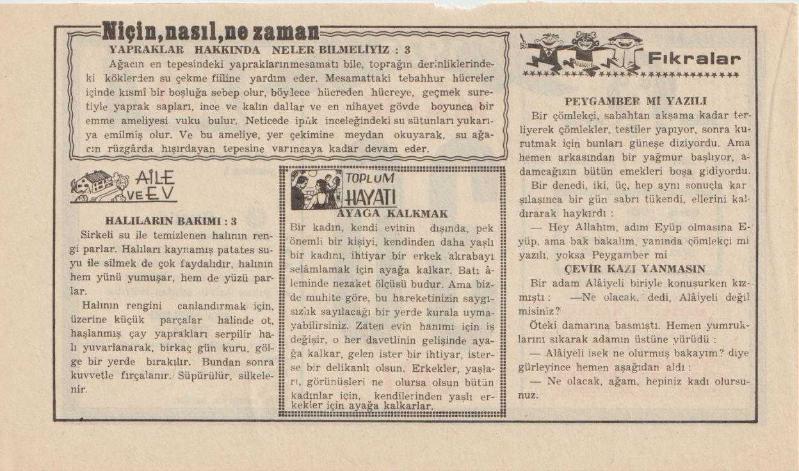 Niçin, nasıl, ne zaman
YAPRAKLAR HAKKINDA NELER BİLMELİYİZ : 3
Ağacın en tepesindeki yapraklarınmesamatı bile, toprağın derinliklerinde-
ki köklerden su çekme fiiline yardım eder. Mesamattaki tebahhur hücreler
içinde kısmî bir boşluğa sebep olur, böylece hücreden hücreye, geçmek sure-
tiyle yaprak sapları, ince ve kalın dallar ve en nihayet gövde boyunca bir
emme ameliyesi vuku bulur. Neticede ipük inceleğindeki su sütunları yukarı-
ya emilmiş olur. Ve bu ameliye, yer çekimine meydan okuyarak, su ağa-
cın rüzgârda hışırdayan tepesine varıncaya kadar devam eder.
AİLE
VE EV
HALILARIN BAKIMI : 3
Sirkeli su ile temizlenen halının ren-
gi parlar. Halıları kaynamış patates su-
yu ile silmek de çok faydalıdır, halının
hem yünü yumuşar, hem de yüzü par-
lar.
Halının rengini canlandırmak için,
üzerine küçük parçalar halinde ot,
haşlanmış çay yaprakları serpilir ha-
lı yuvarlanarak, birkaç gün kuru, göl-
ge bir yerde bırakılır. Bundan sonra
kuvvetle fırçalanır. Süpürülür, silkele-
nir.
TOPLUM
HAYATI
AYAĞA KALKMAK
Bir kadın, kendi evinin dışında, pek
önemli bir kişiyi, kendinden daha yaşlı
bir kadını, ihtiyar bir erkek akrabayı
selâmlamak için ayağa kalkar. Batı â-
leminde nezaket ölçüsü budur. Ama biz-
de muhite göre, bu hareketinizin saygı-
sızlık sayılacağı bir yerde kurala uyma-
yabilirsiniz. Zaten evin hanımı için iş
değişir, o her davetlinin gelişinde aya-
ğa kalkar, gelen ister bir ihtiyar, ister-
se bir delikanlı olsun. Erkekler, yaşla-
rı, görünüşleri ne olursa olsun bütün
kadınlar için, kendilerinden yaşlı er-
kekler için ayağa kalkarlar.
Fıkralar
PEYGAMBER Mİ YAZILI
Bir çömlekçi, sabahtan akşama kadar ter-
liyerek çömlekler, testiler yapıyor, sonra ku-
rutmak için bunları güneşe diziyordu. Ama
hemen arkasından bir yağmur başlıyor, a-
damcağızın bütün emekleri boşa gidiyordu.
Bir denedi, iki, üç, hep aynı sonuçla kar
şılaşınca bir gün sabrı tükendi, ellerini kal-
dırarak haykırdı :
— Hey Allahım, adım Eyüp olmasına E-
yüp, ama bak bakalım, yanında çömlekçi mi
yazılı, yoksa Peygamber mi
ÇEVİR KAZI YANMASIN
Bir adam Alâiyeli biriyle konuşurken kız-
mıştı : —Ne olacak, dedi, Alâiyeli değil
misiniz?
Öteki damarına basmıştı. Hemen yumruk-
larını sıkarak adamın üstüne yürüdü :
— Alâiyeli isek ne olurmuş bakayım? diye
gürleyince hemen aşağıdan aldı :
— Ne olacak, ağam, hepiniz kadı olursu-
nuz.